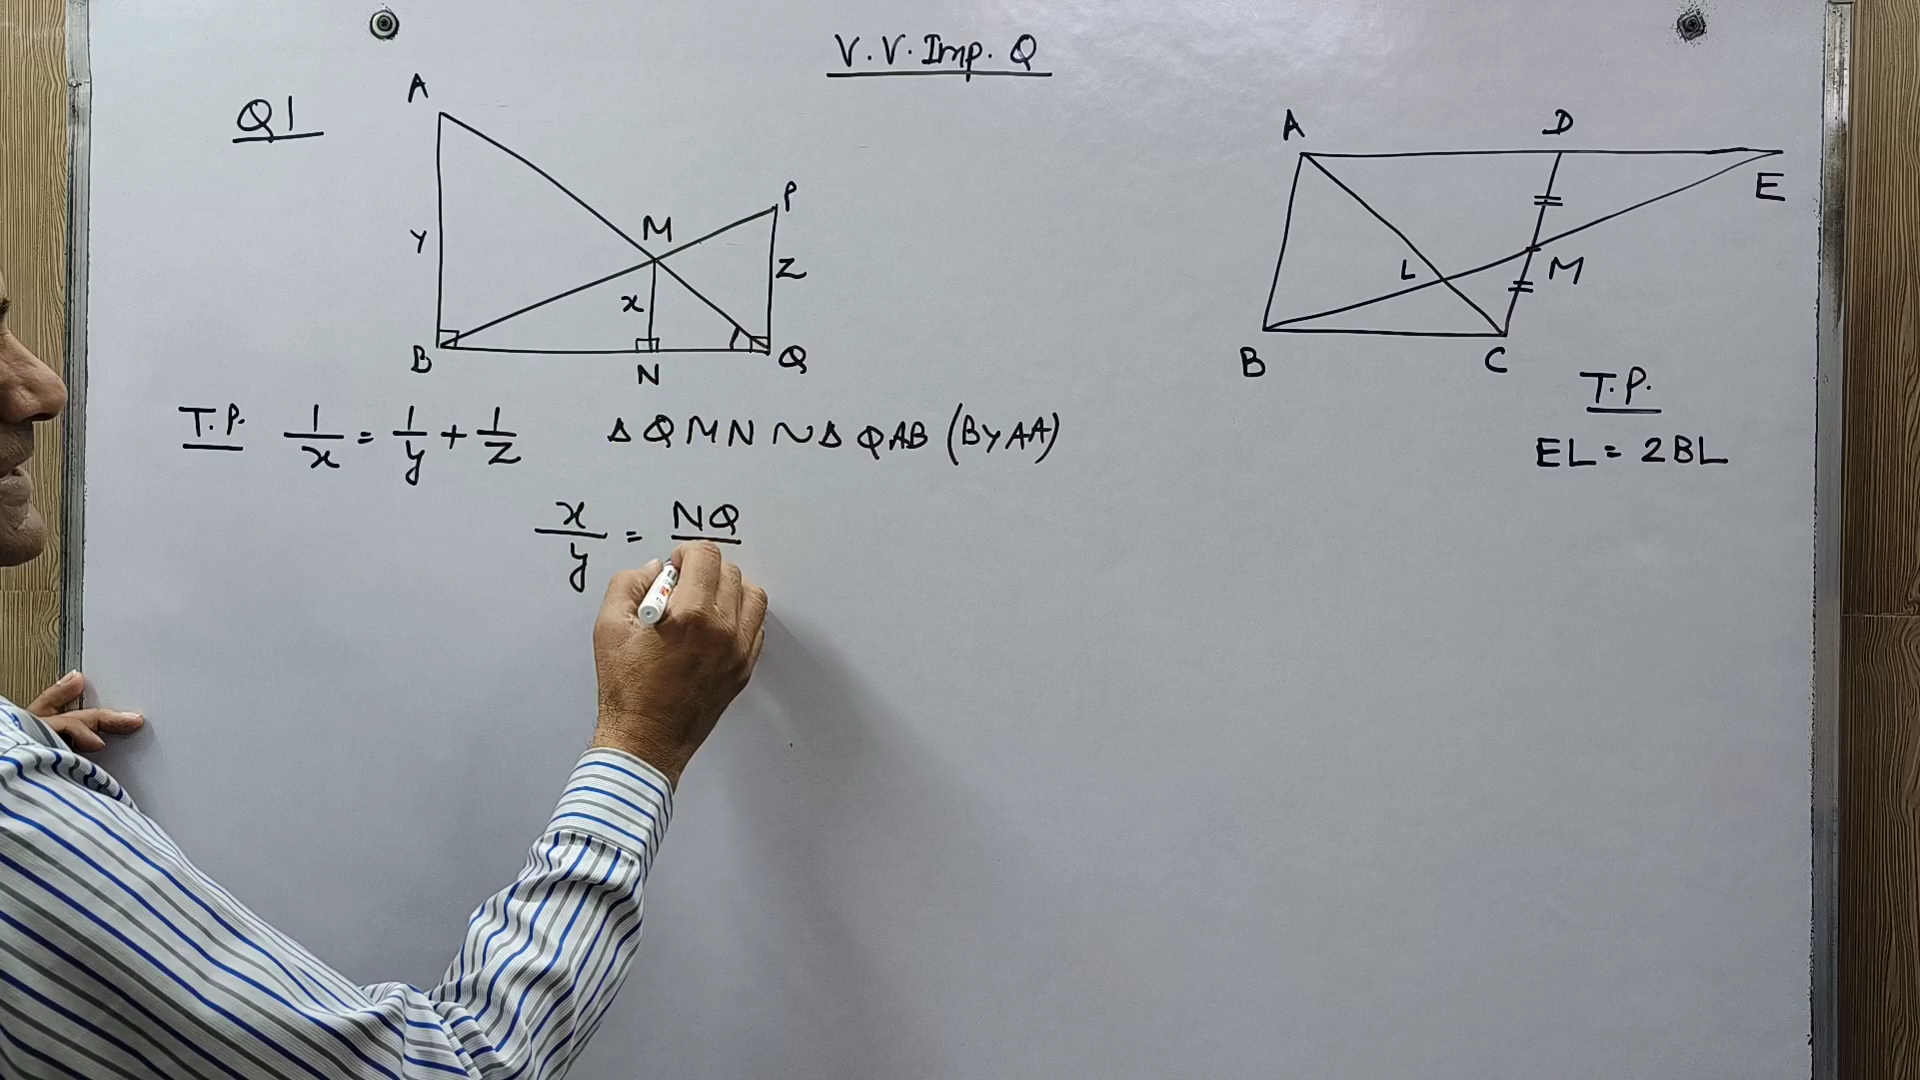 V.V.Imp. Q
Q1
A
y
M
P
x
z
B
N
Q
T.P. 1/x = 1/y + 1/z
Δ QMN ~ Δ QAB (By AA)
x/y = NQ
A
D
E
L
M
B
C
T.P.
EL = 2BL